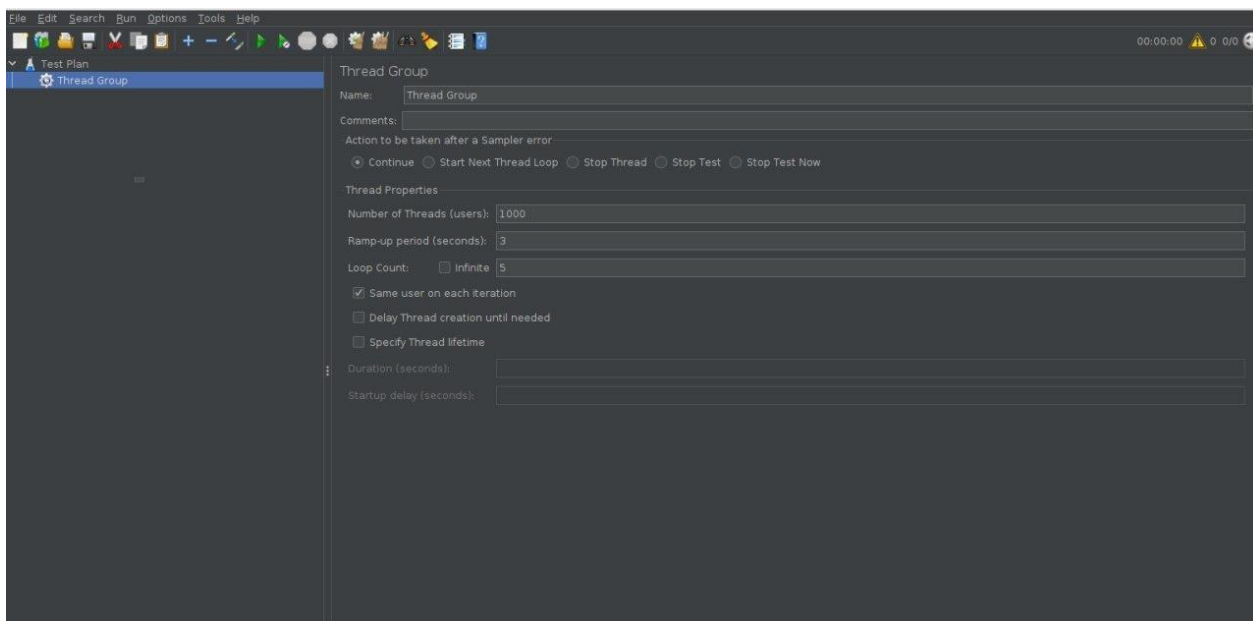 File Edit Search Run Options Tools Help
00:00:00 0 0/0
Test Plan
Thread Group
Thread Group
Name: Thread Group
Comments:
Action to be taken after a Sampler error
Continue Start Next Thread Loop Stop Thread Stop Test Stop Test Now
Thread Properties
Number of Threads (users): 1000
Ramp-up period (seconds): 3
Loop Count: Infinite 5
Same user on each iteration
Delay Thread creation until needed
Specify Thread lifetime
Duration (seconds):
Startup delay (seconds):